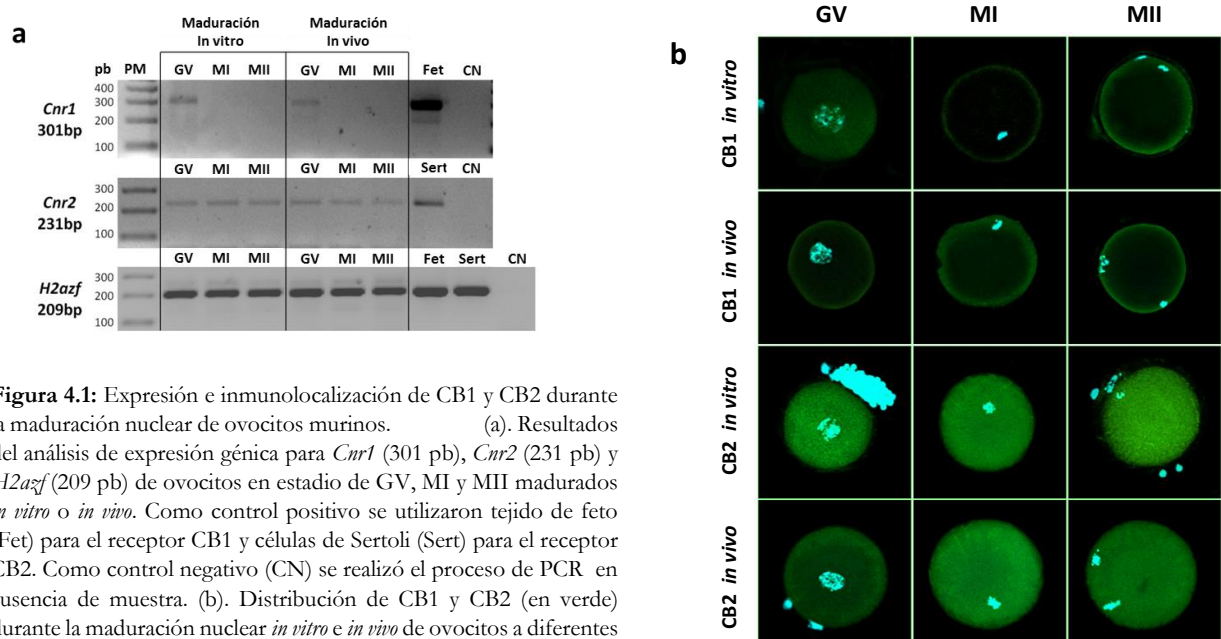 a
Maduración
In vitro
Maduración
In vivo
pb PM GV MI MII GV MI MII Fet CN
Cnr1
301bp
400
300
200
100
GV MI MII GV MI MII Sert CN
Cnr2
231bp
300
200
100
GV MI MII GV MI MII Fet Sert CN
H2azf
209bp
300
200
100
Figura 4.1: Expresión e inmunolocalización de CB1 y CB2 durante
la maduración nuclear de ovocitos murinos. (a). Resultados
del análisis de expresión génica para Cnr1 (301 pb), Cnr2 (231 pb) y
H2azf (209 pb) de ovocitos en estadio de GV, MI y MII madurados
in vitro o in vivo. Como control positivo se utilizaron tejido de feto
(Fet) para el receptor CB1 y células de Sertoli (Sert) para el receptor
CB2. Como control negativo (CN) se realizó el proceso de PCR en
ausencia de muestra. (b). Distribución de CB1 y CB2 (en verde)
durante la maduración nuclear in vitro e in vivo de ovocitos a diferentes
b
GV MI MII
CB1 in vitro
CB1 in vivo
CB2 in vitro
CB2 in vivo